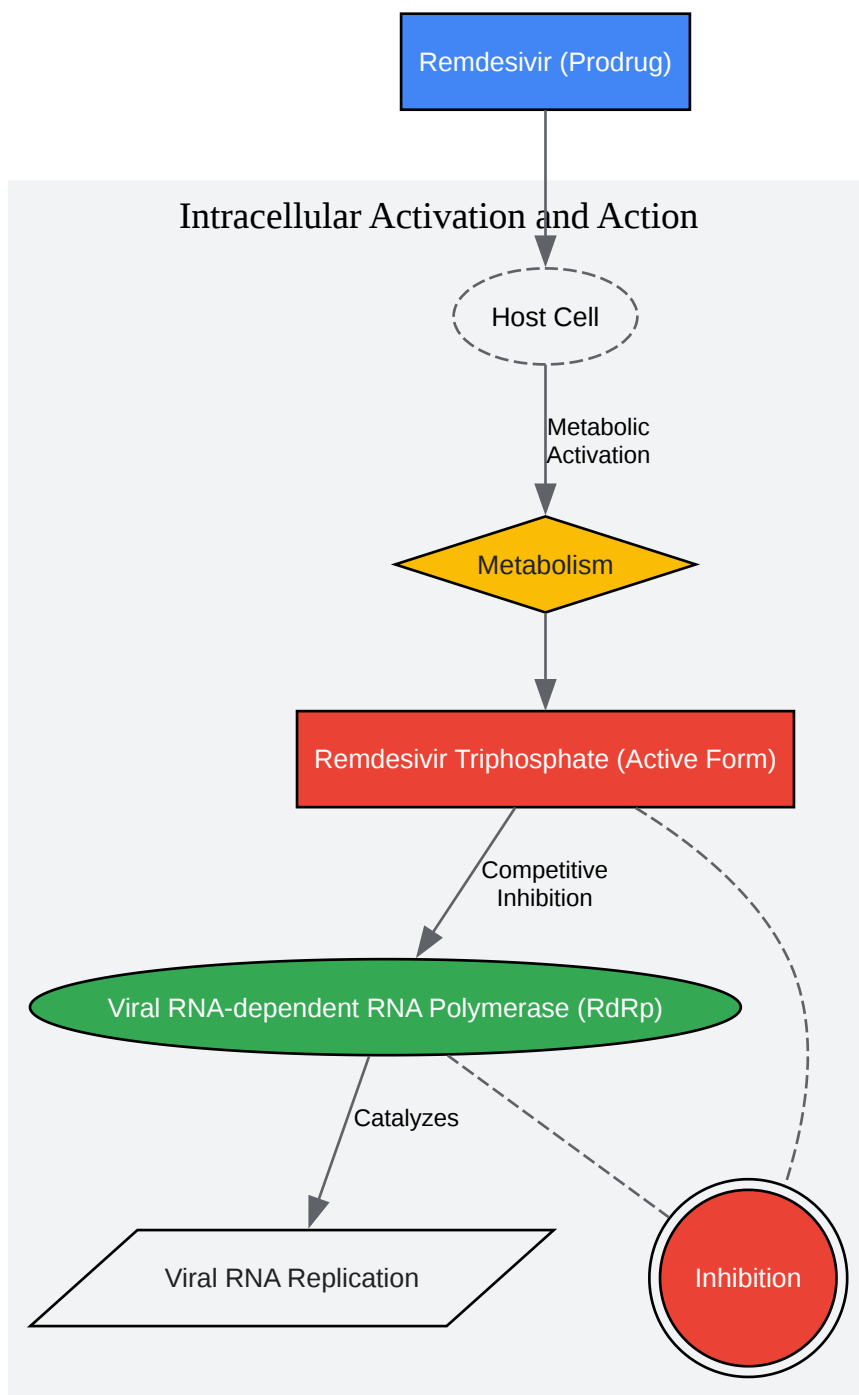 Remdesivir (Prodrug)
Intracellular Activation and Action
Host Cell
Metabolic
Activation
Metabolism
Remdesivir Triphosphate (Active Form)
Competitive
Inhibition
Viral RNA-dependent RNA Polymerase (RdRp)
Catalyzes
Viral RNA Replication
Inhibition